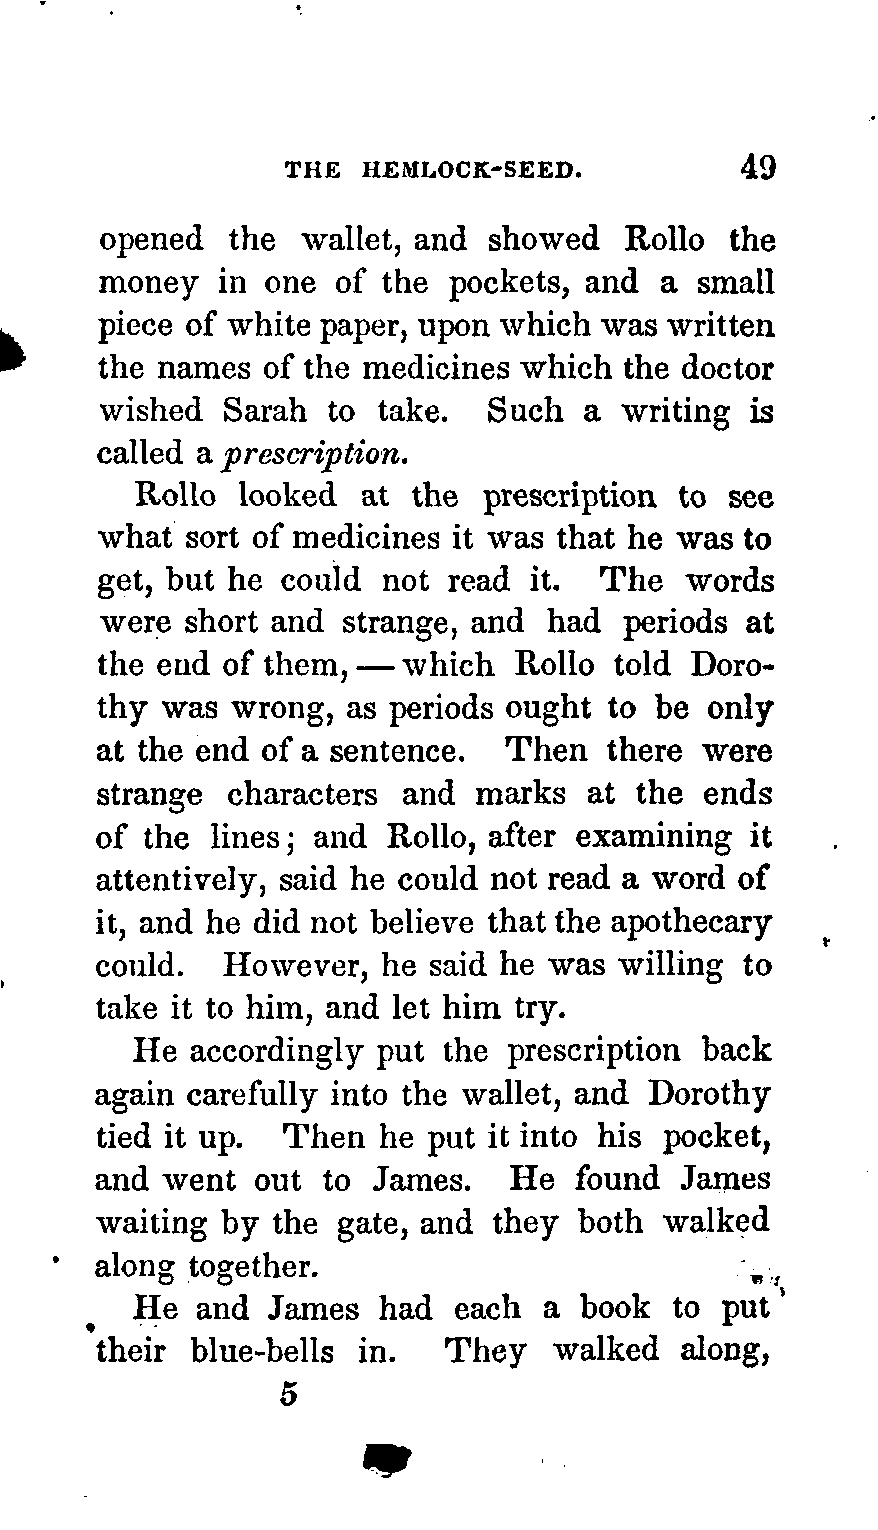 THE HEMLOCK-SEED. 49
opened the wallet, and showed Rollo the
money in one of the pockets, and a small
piece of white paper, upon which was written
the names of the medicines which the doctor
wished Sarah to take. Such a writing is
called a prescription.
Rollo looked at the prescription to see
what sort of medicines it was that he was to
get, but he could not read it. The words
were short and strange, and had periods at
the end of them, — which Rollo told Doro-
thy was wrong, as periods ought to be only
at the end of a sentence. Then there were
strange characters and marks at the ends
of the lines; and Rollo, after examining it
attentively, said he could not read a word of
it, and he did not believe that the apothecary
could. However, he said he was willing to
take it to him, and let him try.
He accordingly put the prescription back
again carefully into the wallet, and Dorothy
tied it up. Then he put it into his pocket,
and went out to James. He found James
waiting by the gate, and they both walked
along together.
He and James had each a book to put
their blue-bells in. They walked along,
5